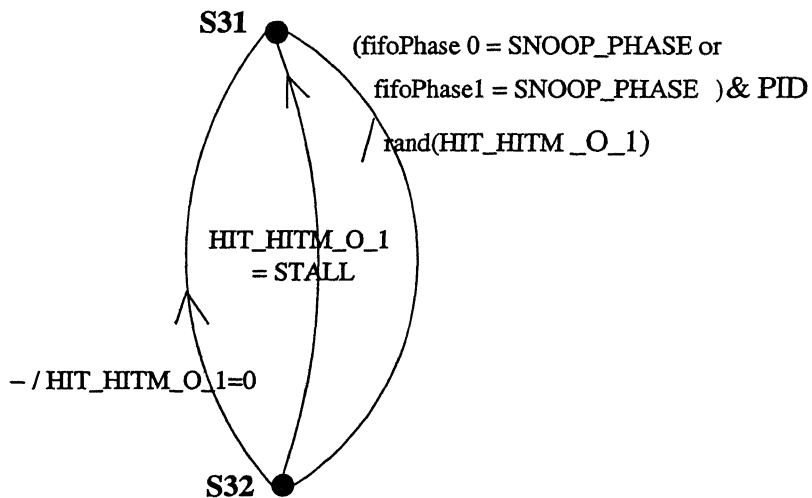 S31
(fifoPhase 0 = SNOOP_PHASE or
fifoPhase1 = SNOOP_PHASE ) & PID
rand(HIT_HITM _O_1)
HIT_HITM_O_1
= STALL
– / HIT_HITM_O_1=0
S32